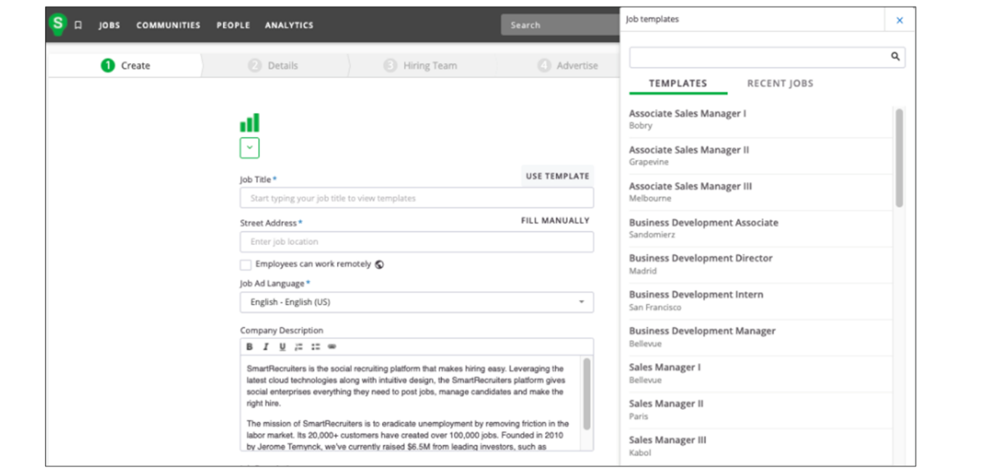 S JOBS COMMUNITIES PEOPLE ANALYTICS Search
1 Create 2 Details 3 Hiring Team 4 Advertise
Job Title *
USE TEMPLATE
Start typing your job title to view templates
Street Address *
FILL MANUALLY
Enter job location
Employees can work remotely
Job Ad Language *
English - English (US)
Company Description
B I U
SmartRecruiters is the social recruiting platform that makes hiring easy. Leveraging the
latest cloud technologies along with intuitive design, the SmartRecruiters platform gives
social enterprises everything they need to post jobs, manage candidates and make the
right hire.
The mission of SmartRecruiters is to eradicate unemployment by removing friction in the
labor market. Its 20,000+ customers have created over 100,000 jobs. Founded in 2010
by Jerome Ternynck, we've currently raised $6.5M from leading investors, such as
Job templates
TEMPLATES RECENT JOBS
Associate Sales Manager I
Bobry
Associate Sales Manager II
Grapevine
Associate Sales Manager III
Melbourne
Business Development Associate
Sandomierz
Business Development Director
Madrid
Business Development Intern
San Francisco
Business Development Manager
Bellevue
Sales Manager I
Bellevue
Sales Manager II
Paris
Sales Manager III
Kabol